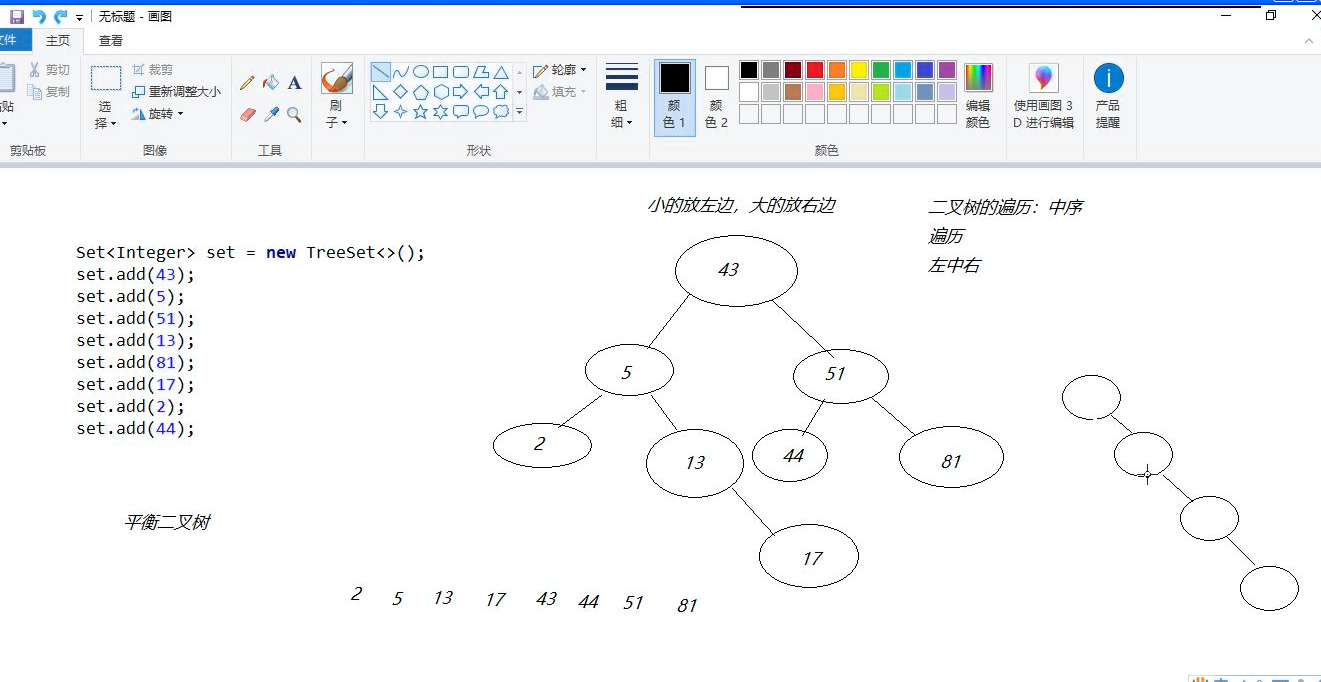 无标题 - 画图
文件 主页 查看
剪切
复制
粘贴
剪贴板
选择
裁剪
重新调整大小
旋转
图像
A
工具
刷子
轮廓
填充
形状
粗细
颜色 1
颜色 2
编辑颜色
颜色
使用画图 3D 进行编辑
产品提醒
小的放左边，大的放右边
二叉树的遍历：中序
遍历
左中右
Set<Integer> set = new TreeSet<>();
set.add(43);
set.add(5);
set.add(51);
set.add(13);
set.add(81);
set.add(17);
set.add(2);
set.add(44);
43
5
51
2
13
44
81
17
平衡二叉树
2 5 13 17 43 44 51 81